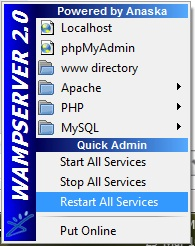 WAMPSERVER 2.0
Powered by Anaska
Localhost
phpMyAdmin
www directory
Apache
PHP
MySQL
Quick Admin
Start All Services
Stop All Services
Restart All Services
Put Online